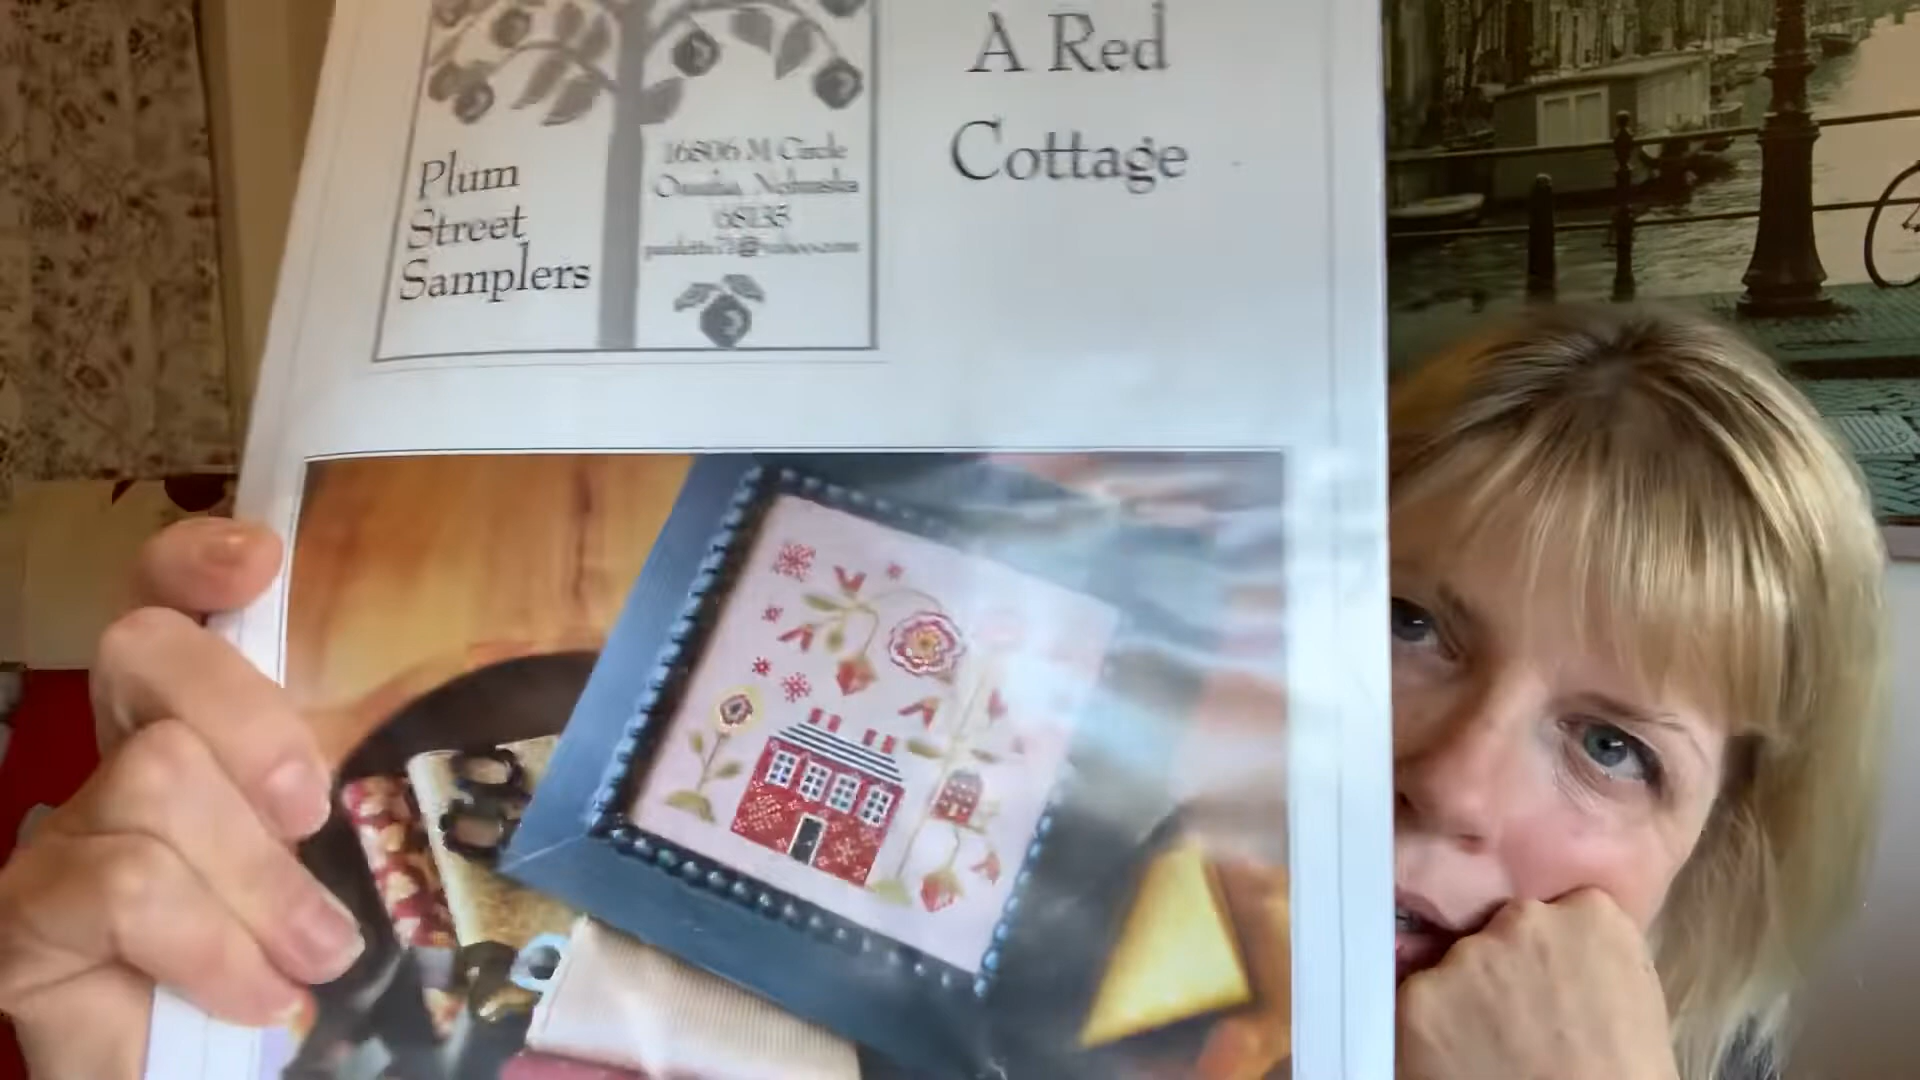 Plum
Street
Samplers
16806 M Circle
Omaha, Nebraska
68135
A Red
Cottage